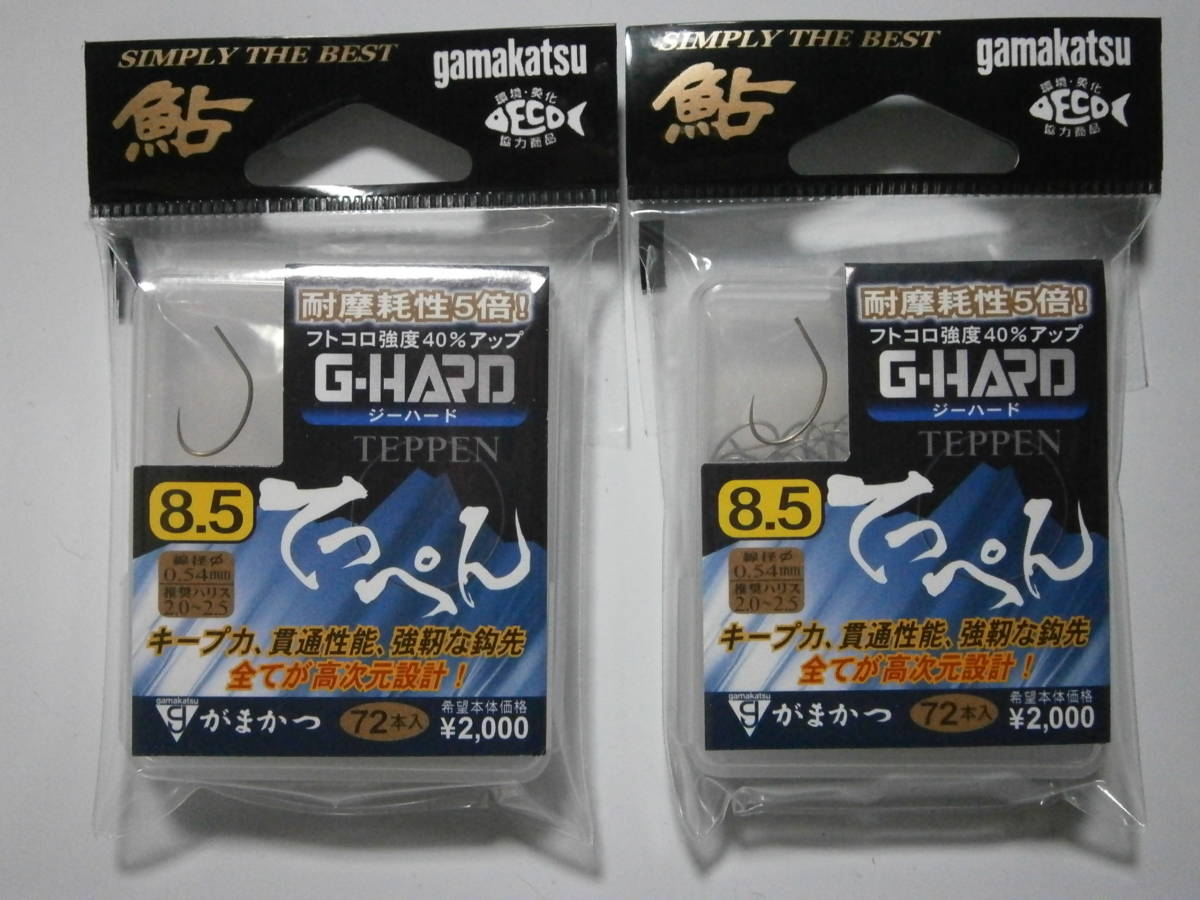 SIMPLY THE BEST
gamakatsu
鮎
環境・美化
ECO
協力商品
耐摩耗性5倍!
フトコロ強度40%アップ
G-HARD
ジーハード
TEPPEN
8.5
てっぺん
線径φ
0.54mm
推奨ハリス
2.0~2.5
キープ力、貫通性能、強靭な鈎先
全てが高次元設計!
gamakatsu
g
がまかつ
72本入
希望本体価格
¥2,000
SIMPLY THE BEST
gamakatsu
鮎
環境・美化
ECO
協力商品
耐摩耗性5倍!
フトコロ強度40%アップ
G-HARD
ジーハード
TEPPEN
8.5
てっぺん
線径φ
0.54mm
推奨ハリス
2.0~2.5
キープ力、貫通性能、強靭な鈎先
全てが高次元設計!
gamakatsu
g
がまかつ
72本入
希望本体価格
¥2,000